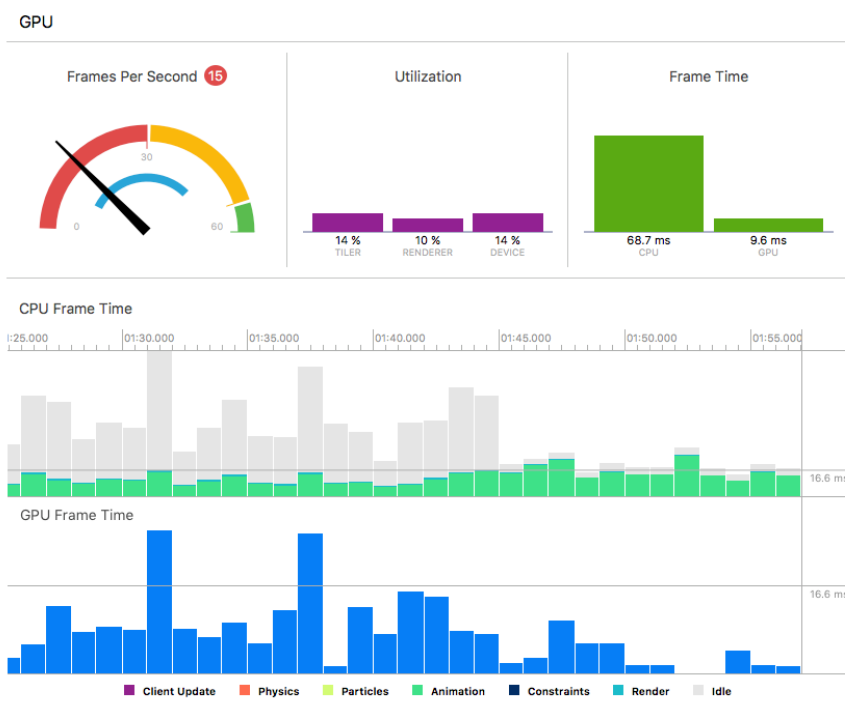 GPU
Frames Per Second 15
Utilization
Frame Time
30
0
60
14 %
10 %
14 %
68.7 ms
9.6 ms
TILER
RENDERER
DEVICE
CPU
GPU
CPU Frame Time
:25.000
01:30.000
01:35.000
01:40.000
01:45.000
01:50.000
01:55.000
16.6 ms
GPU Frame Time
16.6 ms
Client Update
Physics
Particles
Animation
Constraints
Render
Idle